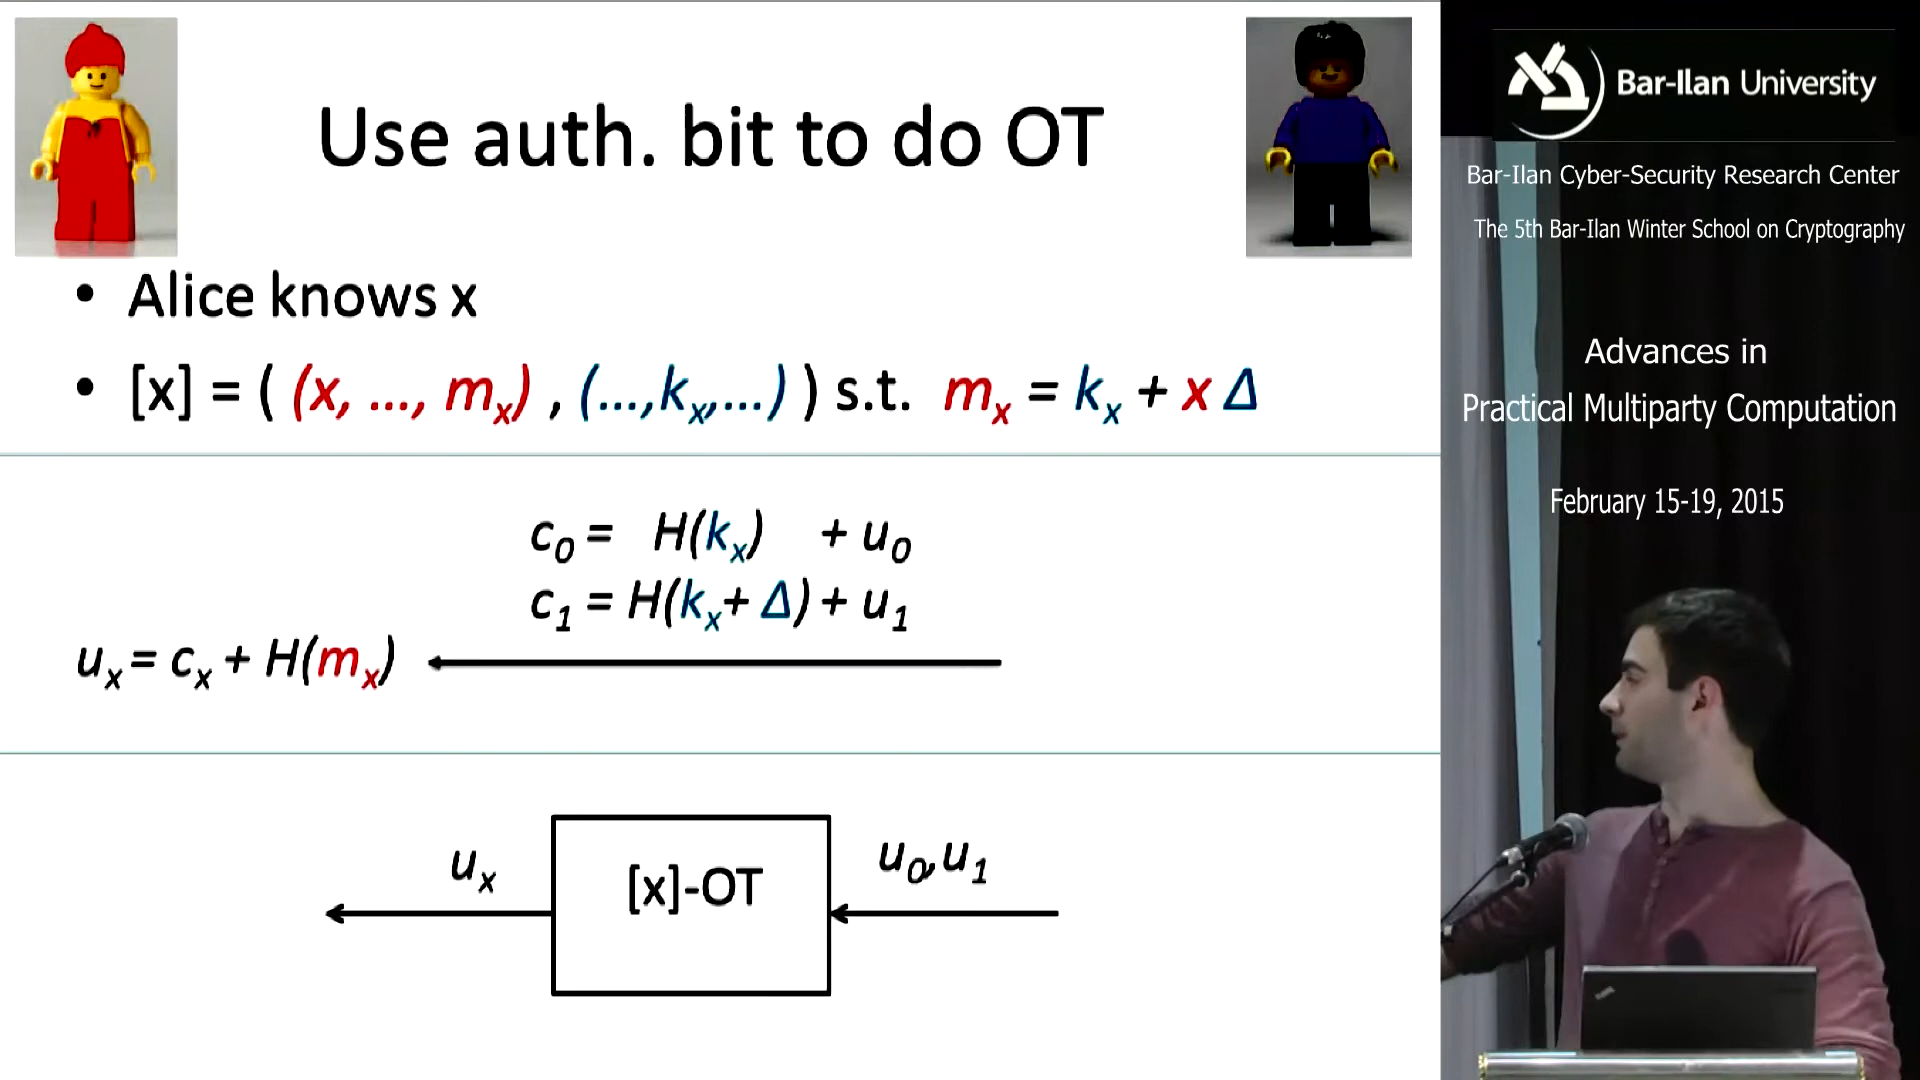 Use auth. bit to do OT
• Alice knows x
• [x] = ( (x, ..., mₓ) , (...,kₓ,...) ) s.t. mₓ = kₓ + x Δ
c₀ = H(kₓ) + u₀
c₁ = H(kₓ+ Δ) + u₁
uₓ = cₓ + H(mₓ)
uₓ
[x]-OT
u₀,u₁
Bar-Ilan University
Bar-Ilan Cyber-Security Research Center
The 5th Bar-Ilan Winter School on Cryptography
Advances in
Practical Multiparty Computation
February 15-19, 2015